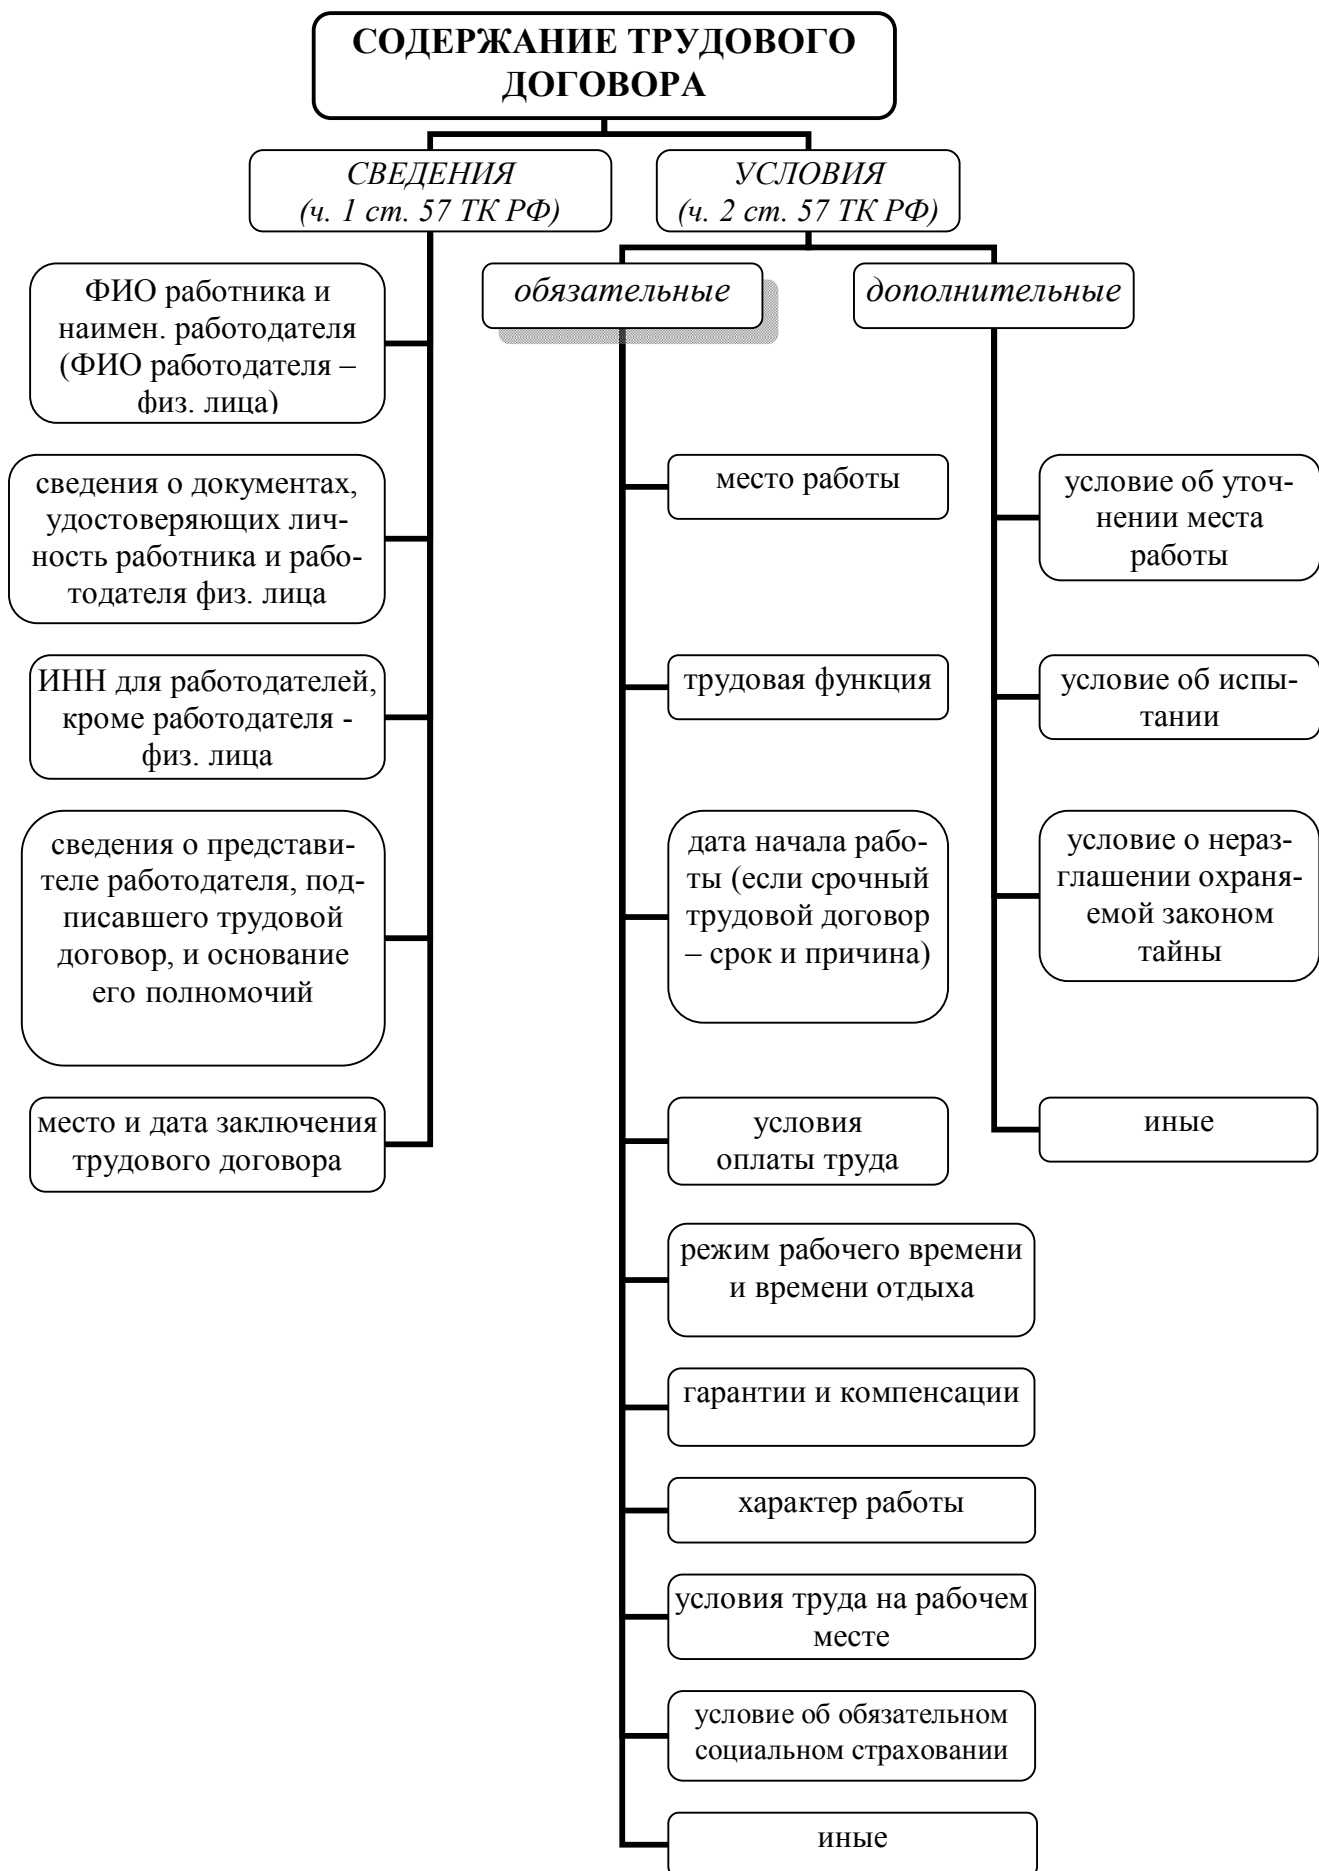 СОДЕРЖАНИЕ ТРУДОВОГО
ДОГОВОРА
СВЕДЕНИЯ
(ч. 1 ст. 57 ТК РФ)
ФИО работника и
наимен. работодателя
(ФИО работодателя –
физ. лица)
сведения о документах,
удостоверяющих лич-
ность работника и рабо-
тодателя физ. лица
ИНН для работодателей,
кроме работодателя -
физ. лица
сведения о представи-
теле работодателя, под-
писавшего трудовой
договор, и основание
его полномочий
место и дата заключения
трудового договора
УСЛОВИЯ
(ч. 2 ст. 57 ТК РФ)
обязательные
место работы
трудовая функция
дата начала рабо-
ты (если срочный
трудовой договор
– срок и причина)
условия
оплаты труда
режим рабочего времени
и времени отдыха
гарантии и компенсации
характер работы
условия труда на рабочем
месте
условие об обязательном
социальном страховании
иные
дополнительные
условие об уточ-
нении места
работы
условие об испы-
тании
условие о нераз-
глашении охраня-
емой законом
тайны
иные